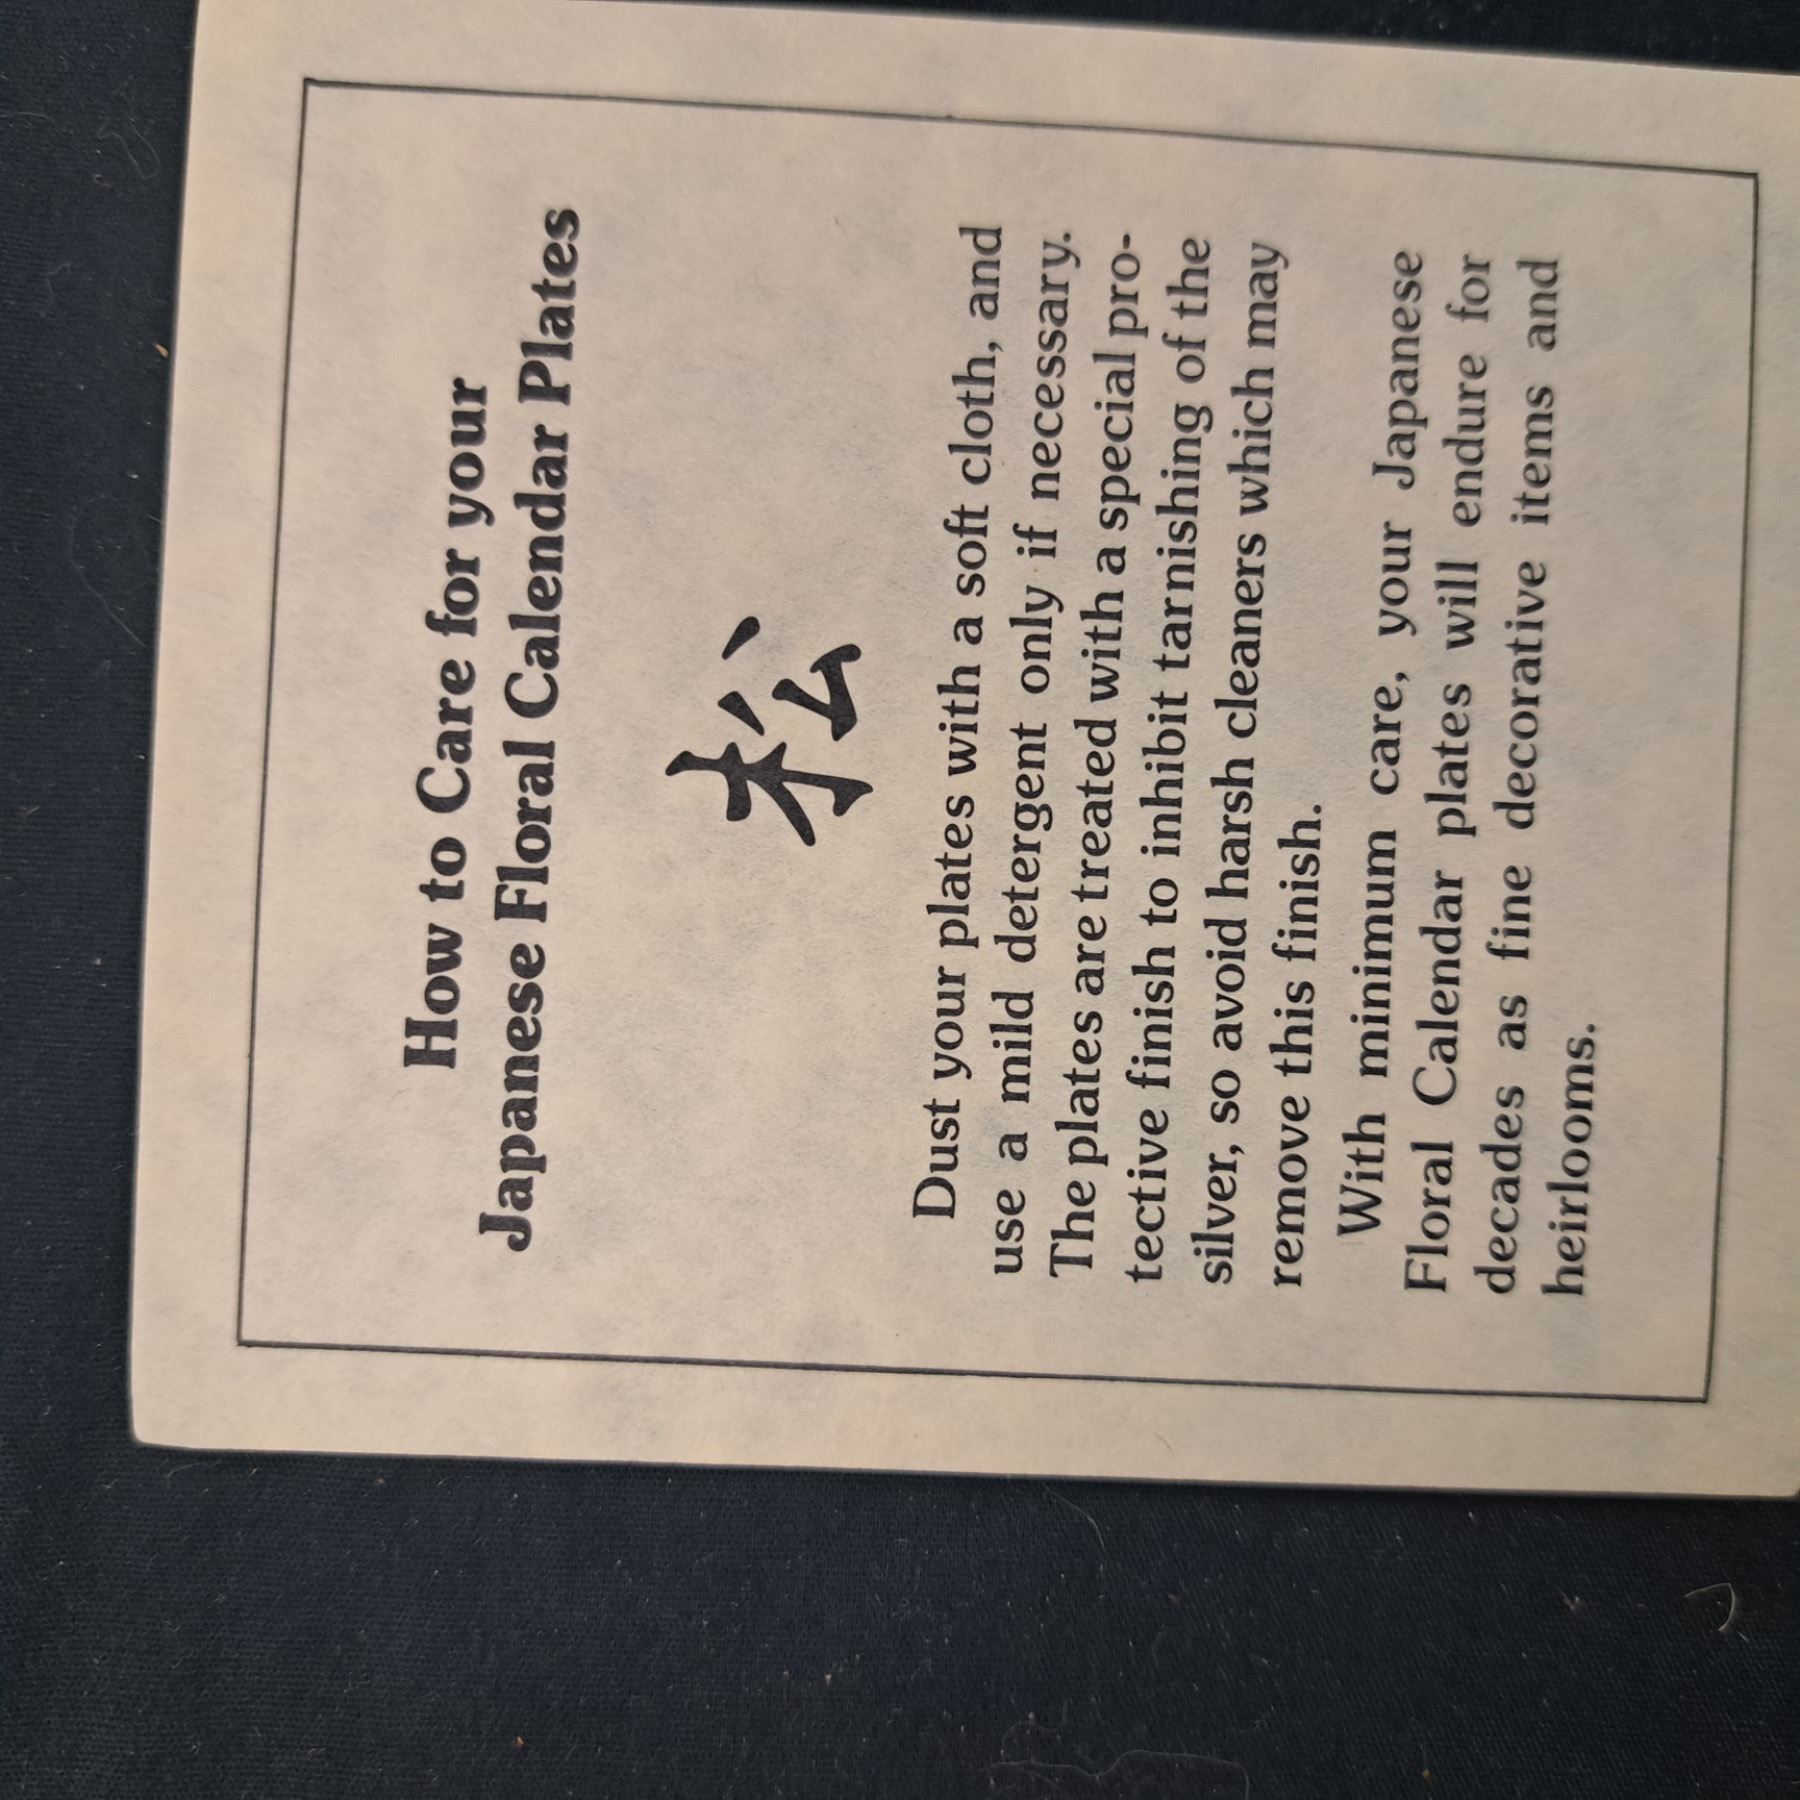 How to Care for your
Japanese Floral Calendar Plates
松
Dust your plates with a soft cloth, and
use a mild detergent only if necessary.
The plates are treated with a special pro-
tective finish to inhibit tarnishing of the
silver, so avoid harsh cleaners which may
remove this finish.
With minimum care, your Japanese
Floral Calendar plates will endure for
decades as fine decorative items and
heirlooms.